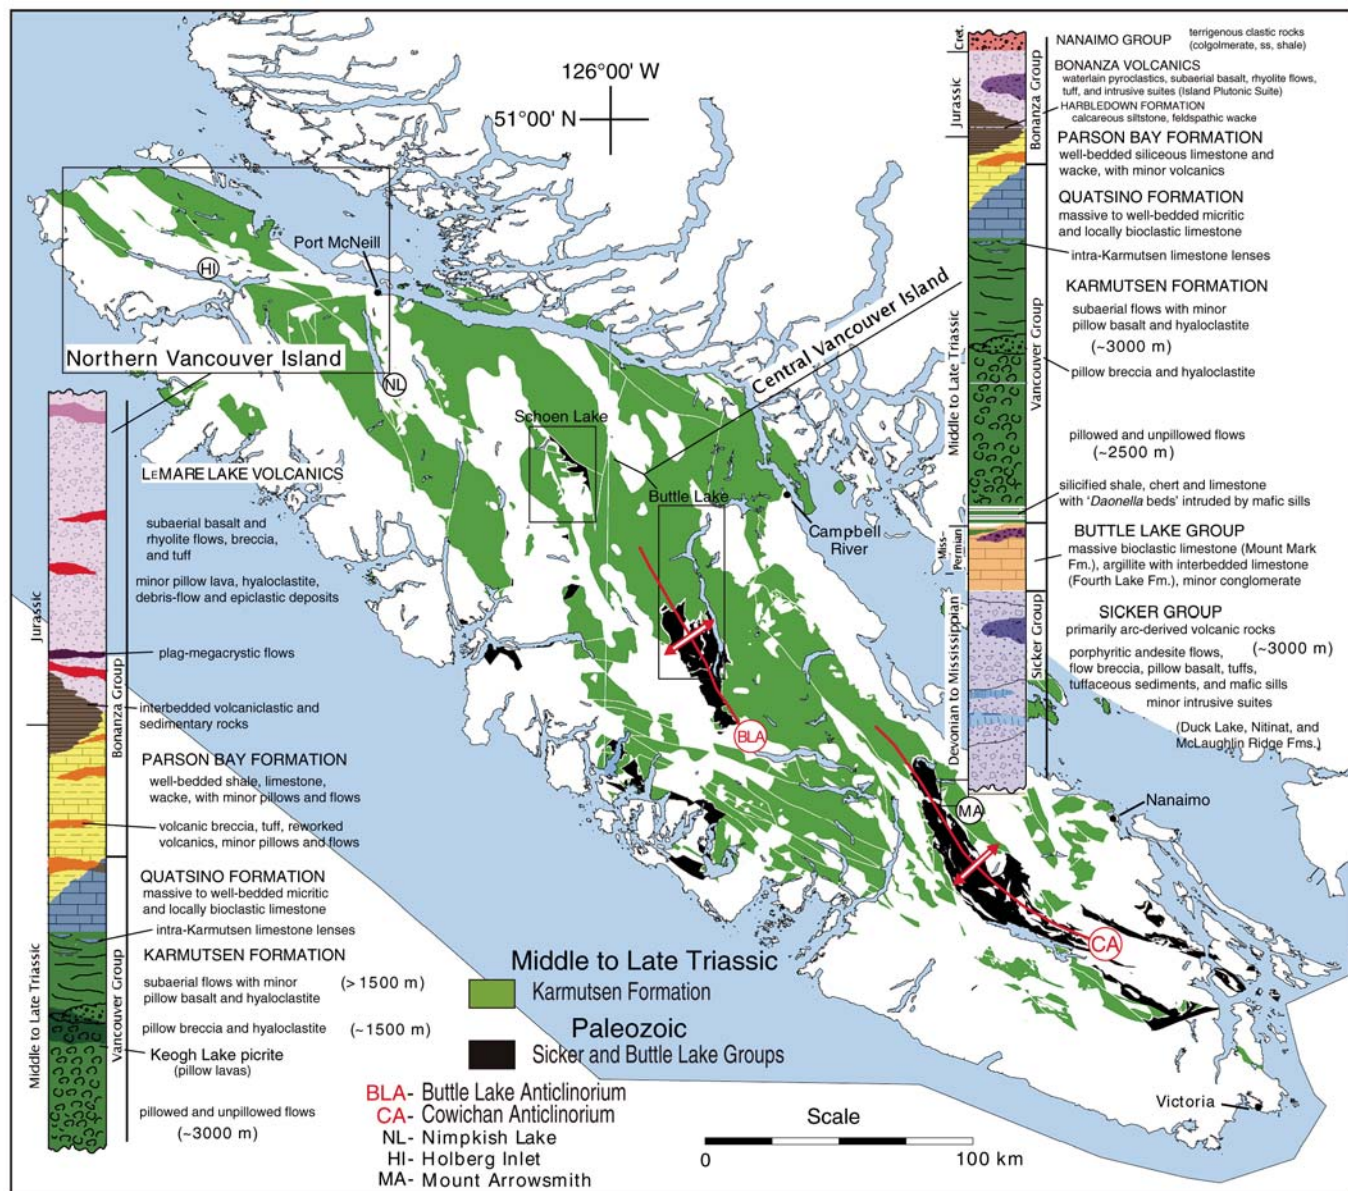 126°00' W
51°00' N
Port McNeill
HI
NL
Northern Vancouver Island
Central Vancouver Island
Schoen Lake
Buttle Lake
Campbell
River
BLA
MA
CA
Nanaimo
Victoria
LEMARE LAKE VOLCANICS
subaerial basalt and
rhyolite flows, breccia,
and tuff
minor pillow lava, hyaloclastite,
debris-flow and epiclastic deposits
plag-megacrystic flows
interbedded volcaniclastic and
sedimentary rocks
PARSON BAY FORMATION
well-bedded shale, limestone,
wacke, with minor pillows and flows
volcanic breccia, tuff, reworked
volcanics, minor pillows and flows
QUATSINO FORMATION
massive to well-bedded micritic
and locally bioclastic limestone
intra-Karmutsen limestone lenses
KARMUTSEN FORMATION
subaerial flows with minor
pillow basalt and hyaloclastite
(> 1500 m)
pillow breccia and hyaloclastite (~1500 m)
Keogh Lake picrite
(pillow lavas)
pillowed and unpillowed flows
(~3000 m)
Jurassic
Middle to Late Triassic
Bonanza Group
Vancouver Group
Cret.
Jurassic
Middle to Late Triassic
Miss-
Permian
Devonian to Mississippian
Bonanza Group
Vancouver Group
Sicker Group
NANAIMO GROUP
terrigenous clastic rocks
(colgolmerate, ss, shale)
BONANZA VOLCANICS
waterlain pyroclastics, subaerial basalt, rhyolite flows,
tuff, and intrusive suites (Island Plutonic Suite)
HARBLEDOWN FORMATION
calcareous siltstone, feldspathic wacke
PARSON BAY FORMATION
well-bedded siliceous limestone and
wacke, with minor volcanics
QUATSINO FORMATION
massive to well-bedded micritic
and locally bioclastic limestone
intra-Karmutsen limestone lenses
KARMUTSEN FORMATION
subaerial flows with minor
pillow basalt and hyaloclastite
(~3000 m)
pillow breccia and hyaloclastite
pillowed and unpillowed flows
(~2500 m)
silicified shale, chert and limestone
with 'Daonella beds' intruded by mafic sills
BUTTLE LAKE GROUP
massive bioclastic limestone (Mount Mark
Fm.), argillite with interbedded limestone
(Fourth Lake Fm.), minor conglomerate
SICKER GROUP
primarily arc-derived volcanic rocks
(~3000 m)
porphyritic andesite flows,
flow breccia, pillow basalt, tuffs,
tuffaceous sediments, and mafic sills
minor intrusive suites
(Duck Lake, Nitinat, and
McLaughlin Ridge Fms.)
Middle to Late Triassic
Karmutsen Formation
Paleozoic
Sicker and Buttle Lake Groups
BLA- Buttle Lake Anticlinorium
CA- Cowichan Anticlinorium
NL- Nimpkish Lake
HI- Holberg Inlet
MA- Mount Arrowsmith
Scale
0 100 km